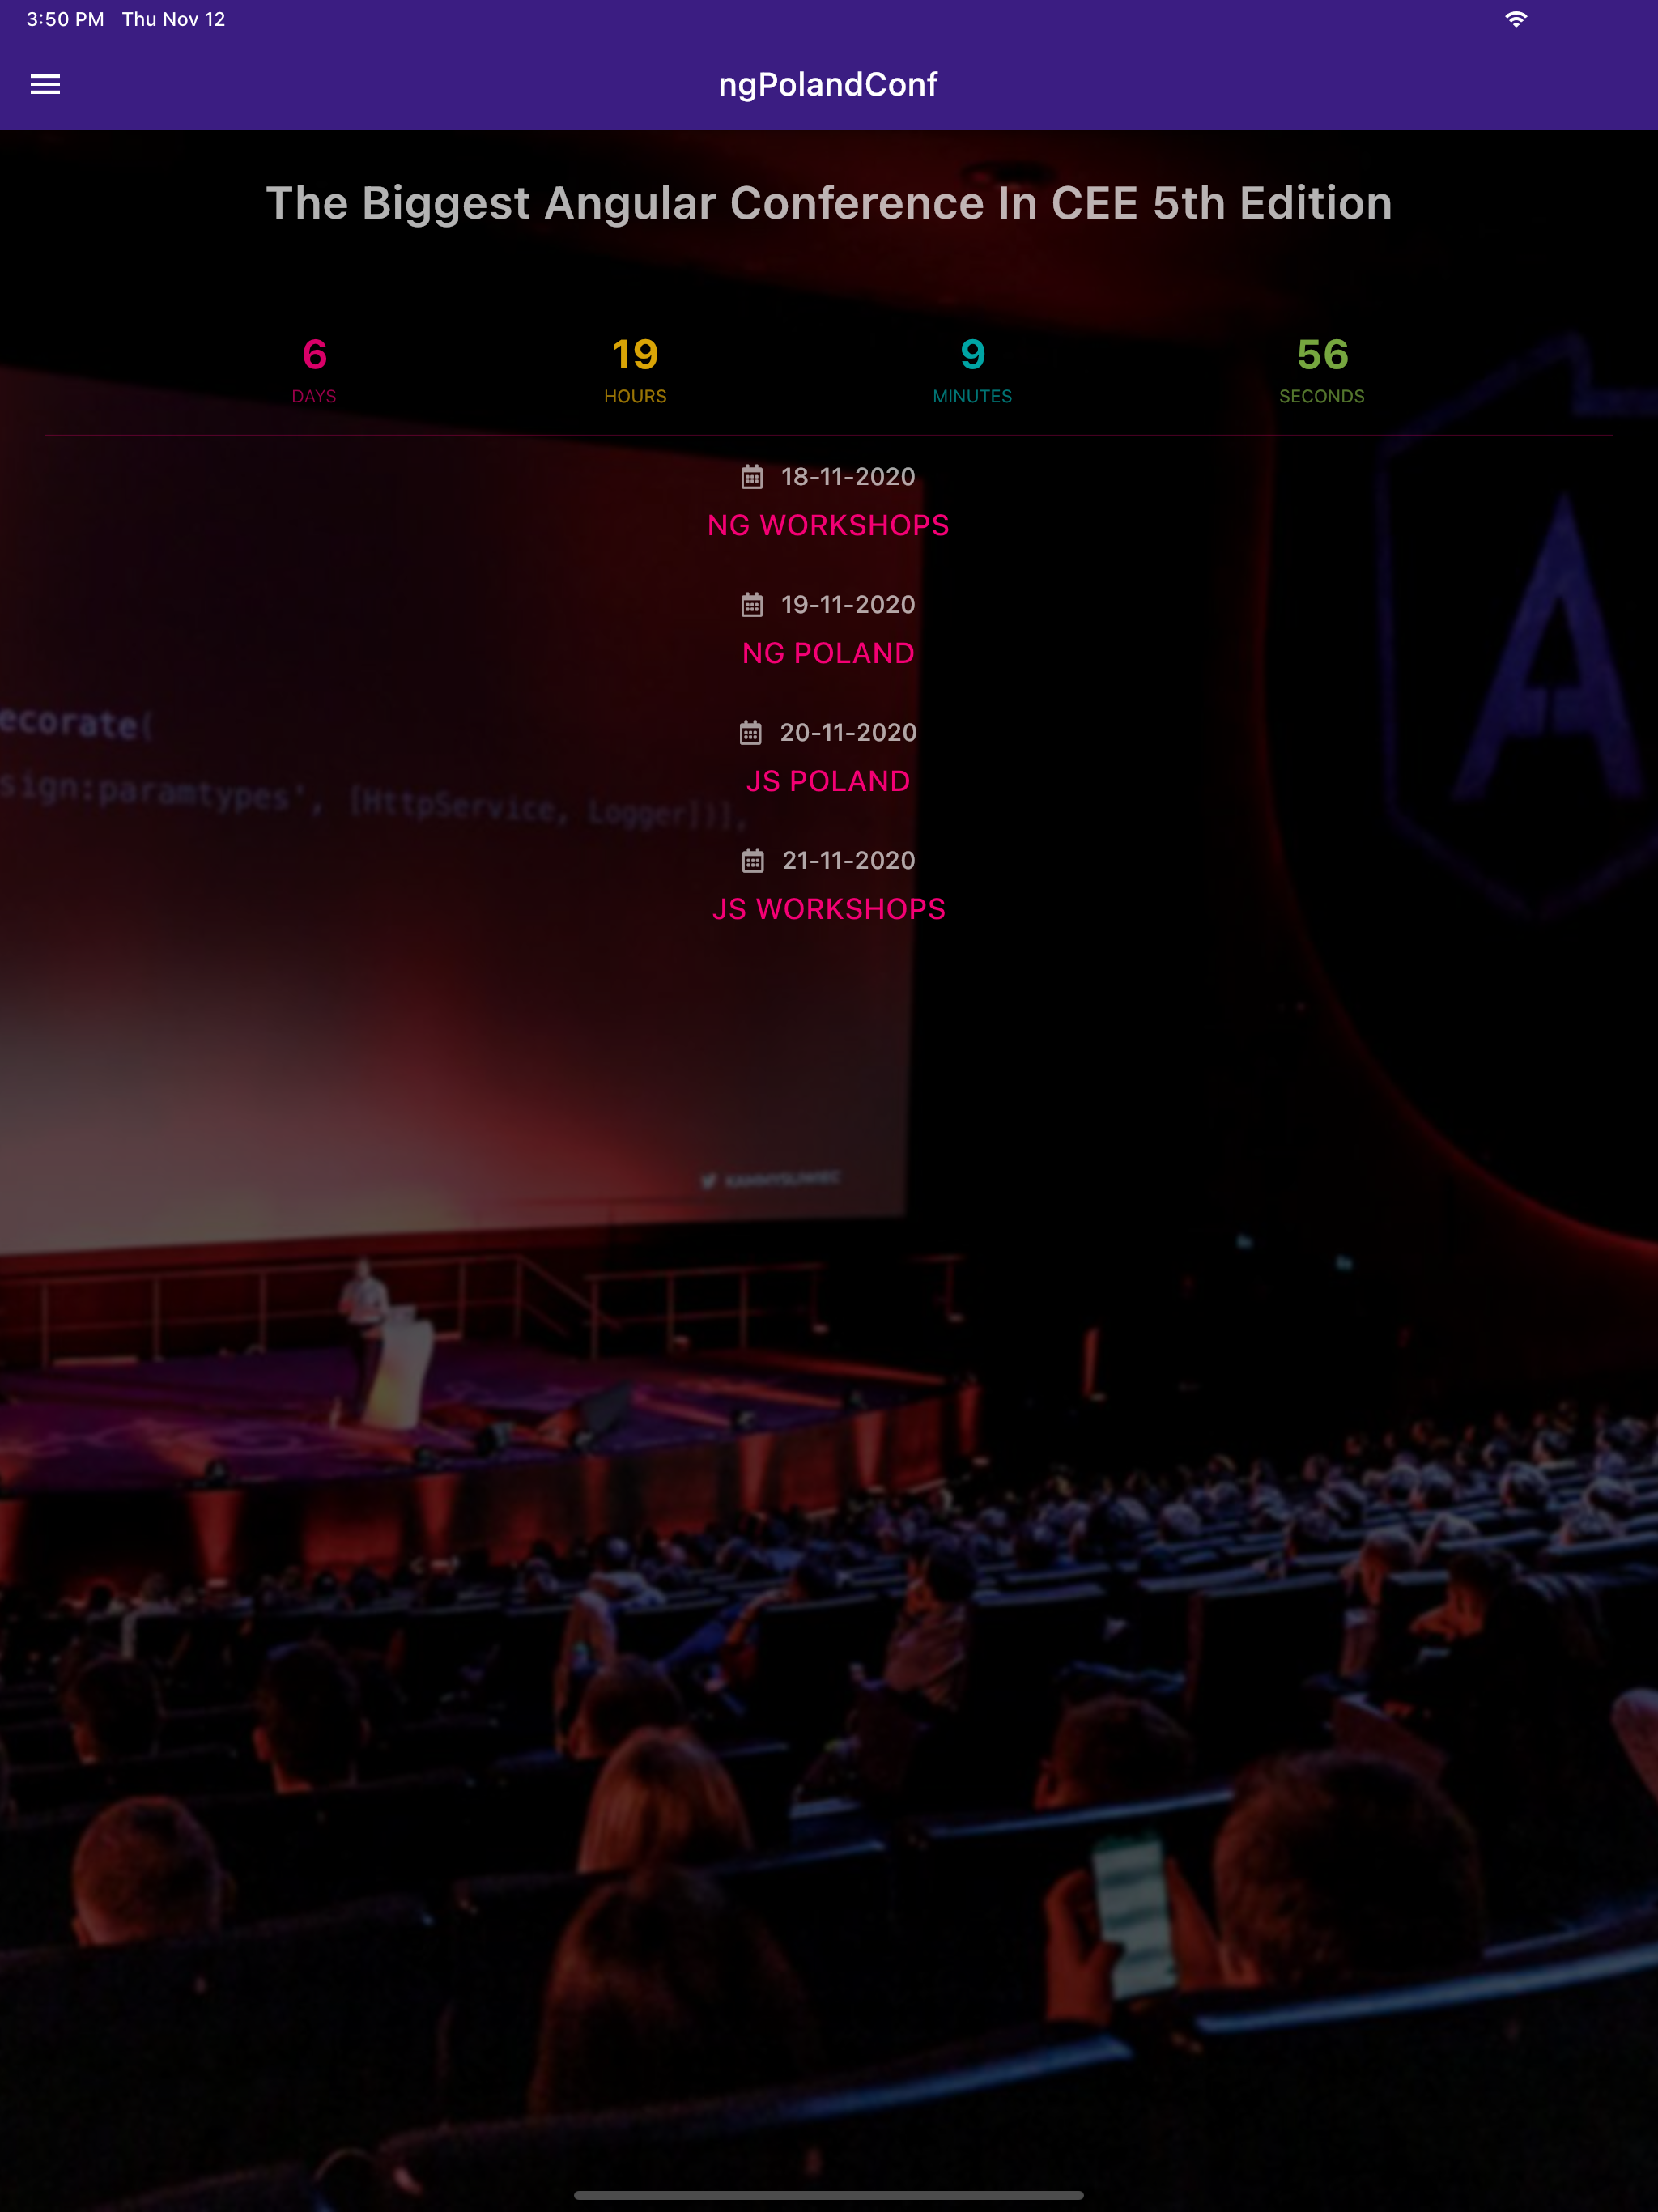 3:50 PM Thu Nov 12
ngPolandConf
The Biggest Angular Conference In CEE 5th Edition
6 19 9 56
DAYS HOURS MINUTES SECONDS
18-11-2020
NG WORKSHOPS
19-11-2020
NG POLAND
ecorate(
20-11-2020
JS POLAND
sign:paramtypes', [HttpService, Logger])],
21-11-2020
JS WORKSHOPS
A